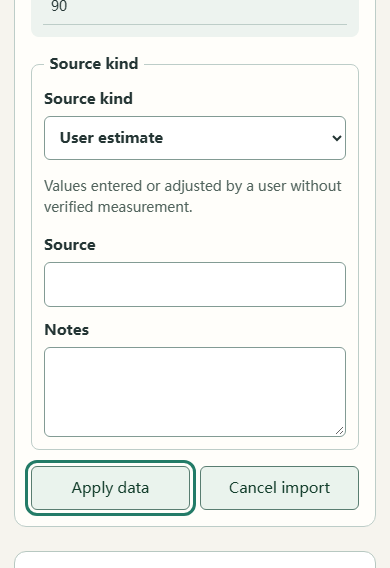 90
Source kind
Source kind
User estimate
Values entered or adjusted by a user without
verified measurement.
Source
Notes
Apply data
Cancel import